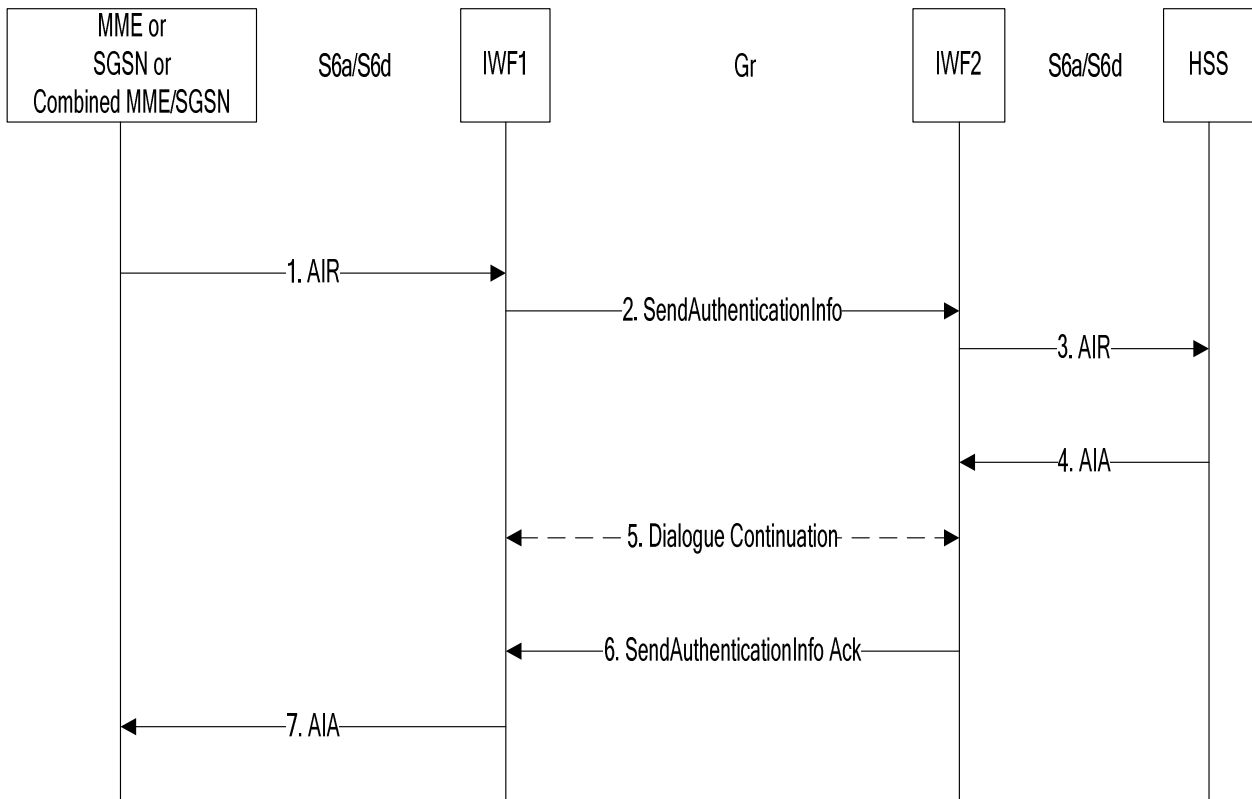 MME or
SGSN or
Combined MME/SGSN
S6a/S6d
IWF1
Gr
IWF2
S6a/S6d
HSS
1. AIR
2. SendAuthenticationInfo
3. AIR
4. AIA
5. Dialogue Continuation
6. SendAuthenticationInfo Ack
7. AIA